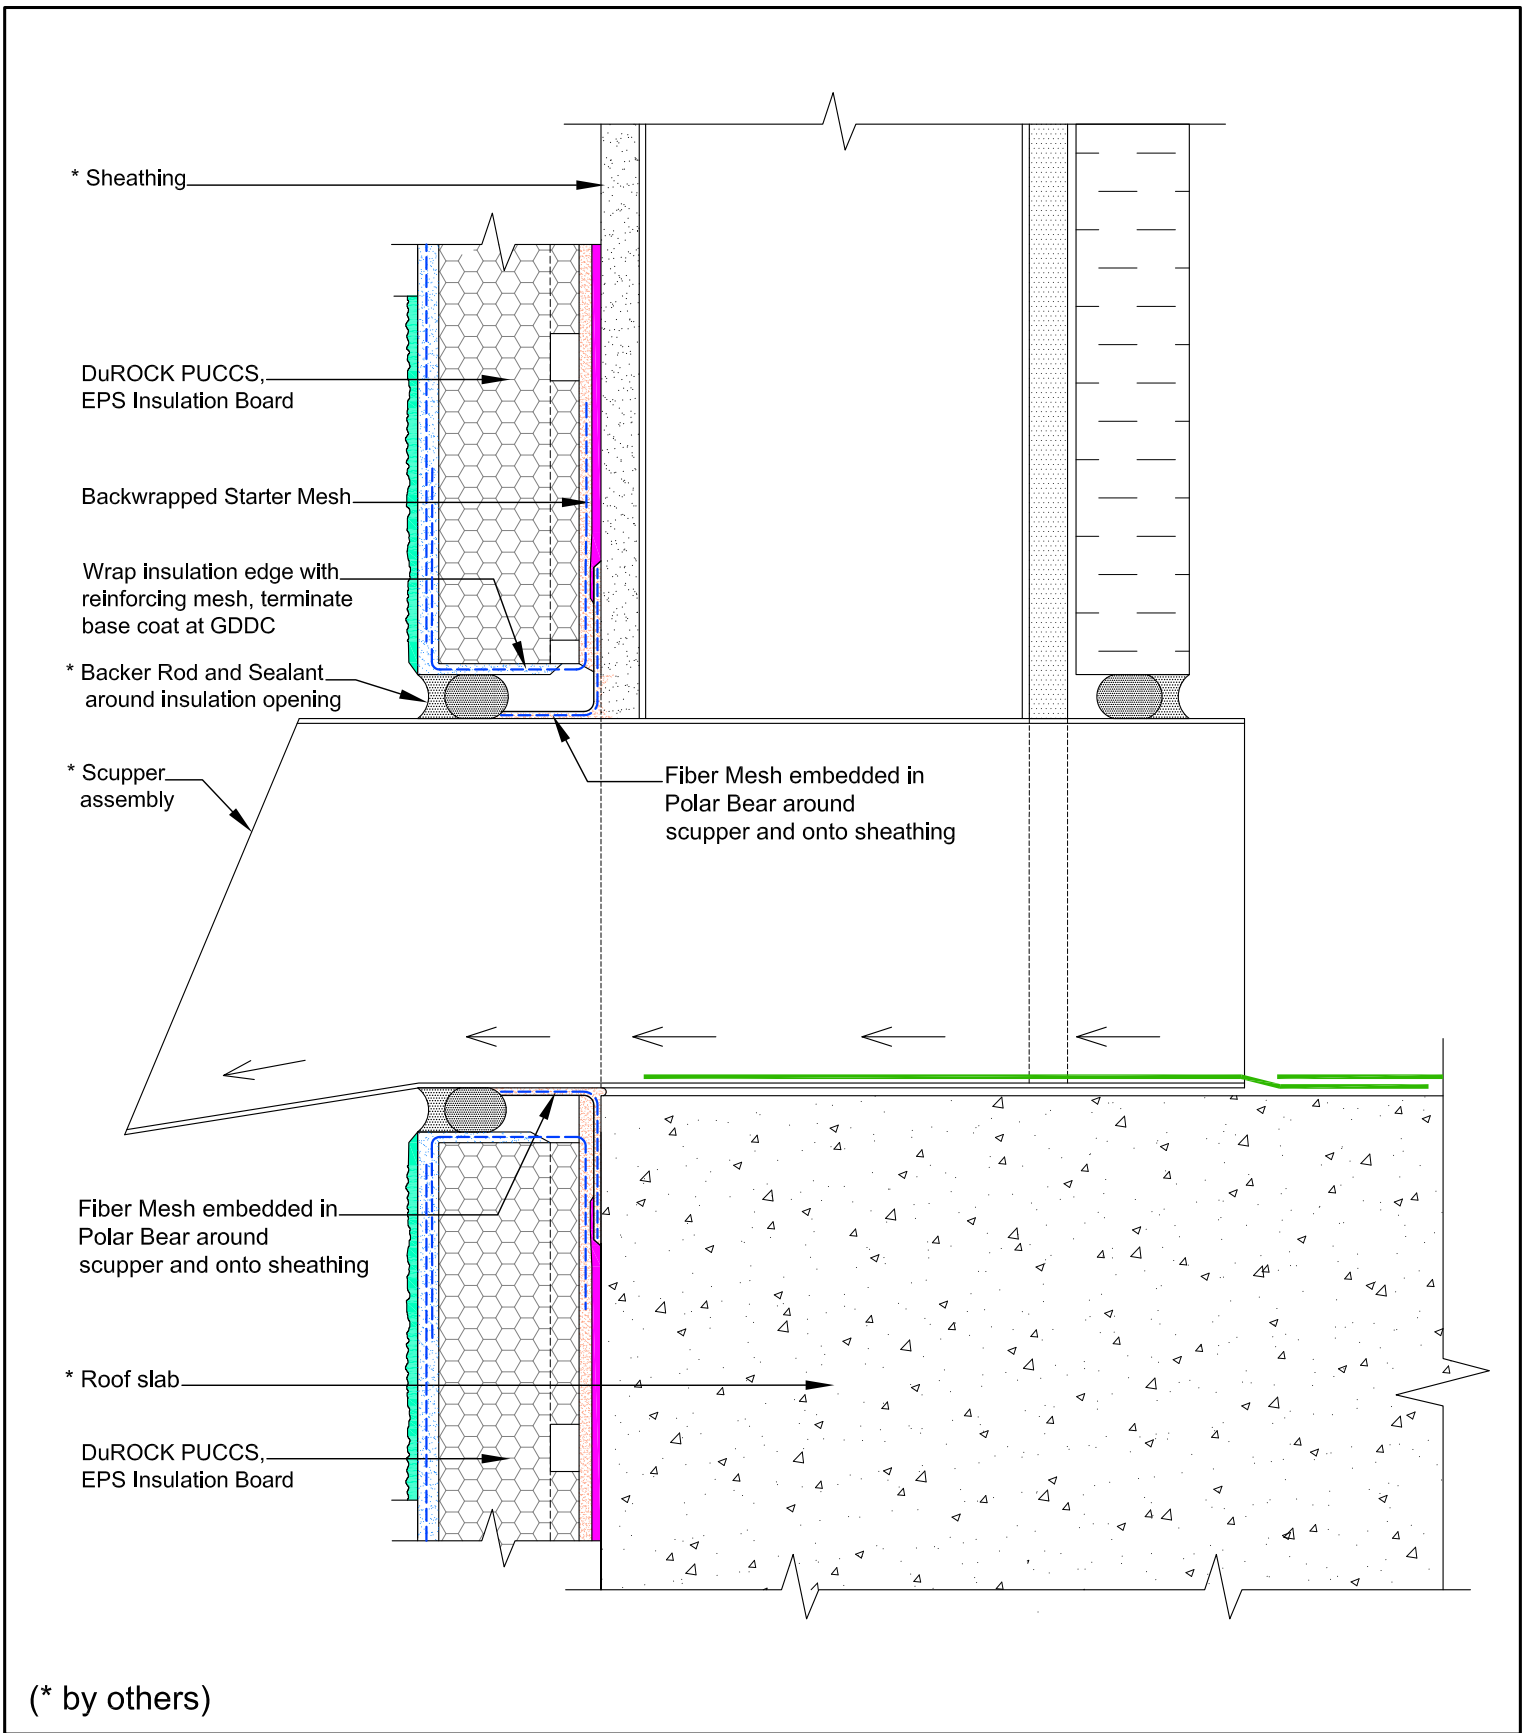 * Sheathing
DuROCK PUCCS,
EPS Insulation Board
Backwrapped Starter Mesh
Wrap insulation edge with
reinforcing mesh, terminate
base coat at GDDC
* Backer Rod and Sealant
around insulation opening
* Scupper
assembly
Fiber Mesh embedded in
Polar Bear around
scupper and onto sheathing
Fiber Mesh embedded in
Polar Bear around
scupper and onto sheathing
* Roof slab
DuROCK PUCCS,
EPS Insulation Board
(* by others)